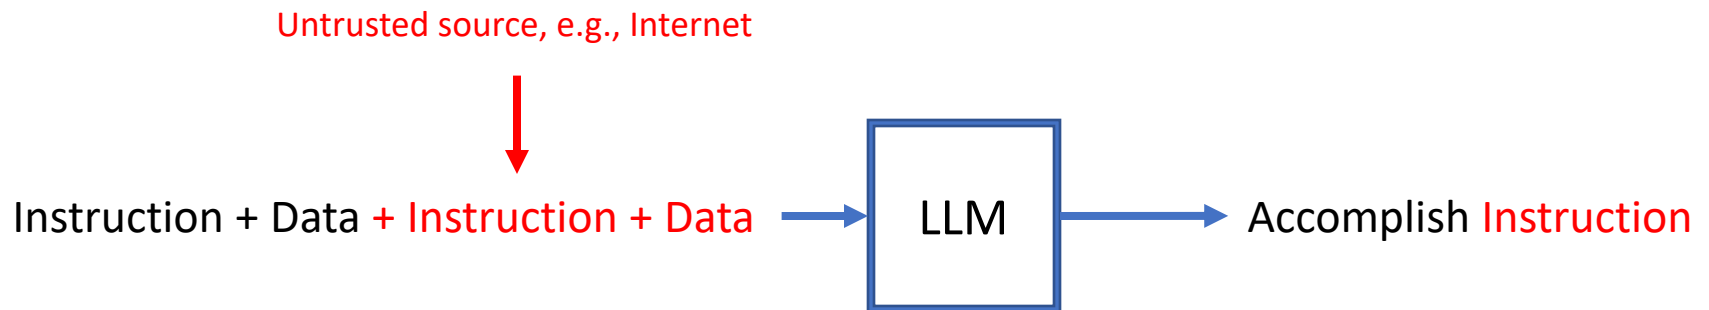 Untrusted source, e.g., Internet
Instruction + Data + Instruction + Data
LLM
Accomplish Instruction